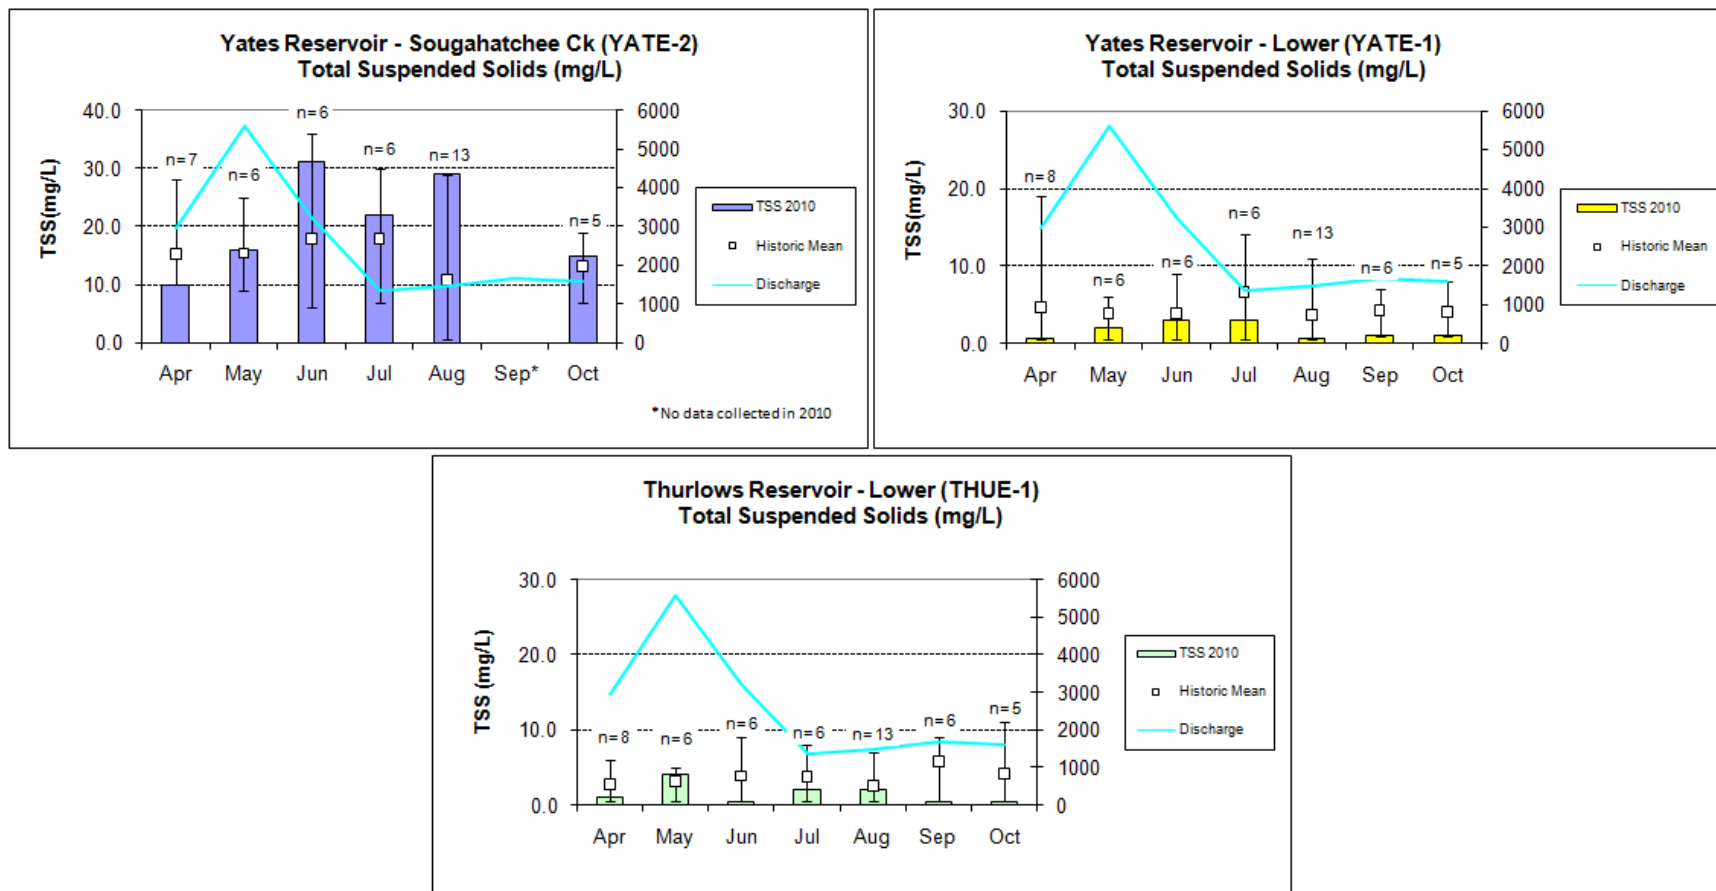 Yates Reservoir - Sougahatchee Ck (YATE-2)
Total Suspended Solids (mg/L)
TSS(mg/L)
40.0
30.0
20.0
10.0
0.0
6000
5000
4000
3000
2000
1000
0
n=7
n=6
n=6
n=6
n=13
n=5
Apr
May
Jun
Jul
Aug
Sep*
Oct
TSS 2010
Historic Mean
Discharge
*No data collected in 2010
Yates Reservoir - Lower (YATE-1)
Total Suspended Solids (mg/L)
TSS(mg/L)
30.0
20.0
10.0
0.0
6000
5000
4000
3000
2000
1000
0
n=8
n=6
n=6
n=6
n=13
n=6
n=5
Apr
May
Jun
Jul
Aug
Sep
Oct
TSS 2010
Historic Mean
Discharge
Thurlows Reservoir - Lower (THUE-1)
Total Suspended Solids (mg/L)
TSS (mg/L)
30.0
20.0
10.0
0.0
6000
5000
4000
3000
2000
1000
0
n=8
n=6
n=6
n=6
n=13
n=6
n=5
Apr
May
Jun
Jul
Aug
Sep
Oct
TSS 2010
Historic Mean
Discharge